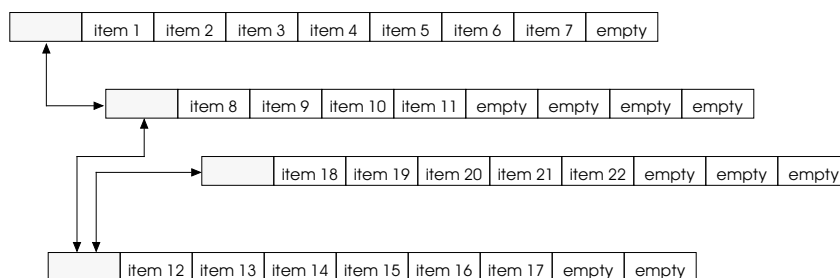 item 1 item 2 item 3 item 4 item 5 item 6 item 7 empty
item 8 item 9 item 10 item 11 empty empty empty empty
item 18 item 19 item 20 item 21 item 22 empty empty empty
item 12 item 13 item 14 item 15 item 16 item 17 empty empty